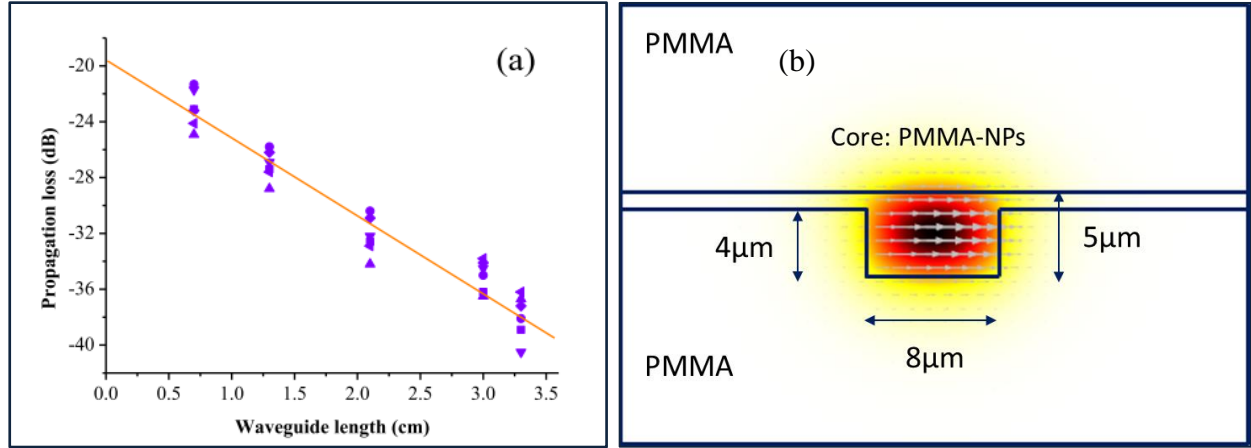 (a)
Propagation loss (dB)
-20
-24
-28
-32
-36
-40
0.0 0.5 1.0 1.5 2.0 2.5 3.0 3.5
Waveguide length (cm)
PMMA
(b)
Core: PMMA-NPs
4μm
5μm
8μm
PMMA